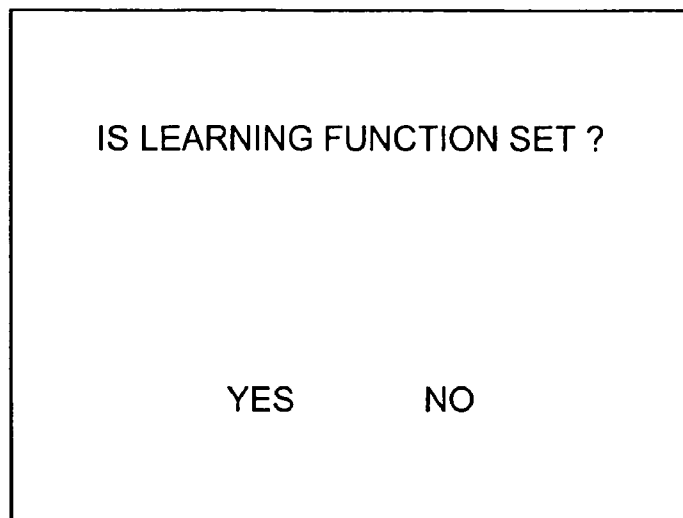 IS LEARNING FUNCTION SET ?
YES NO